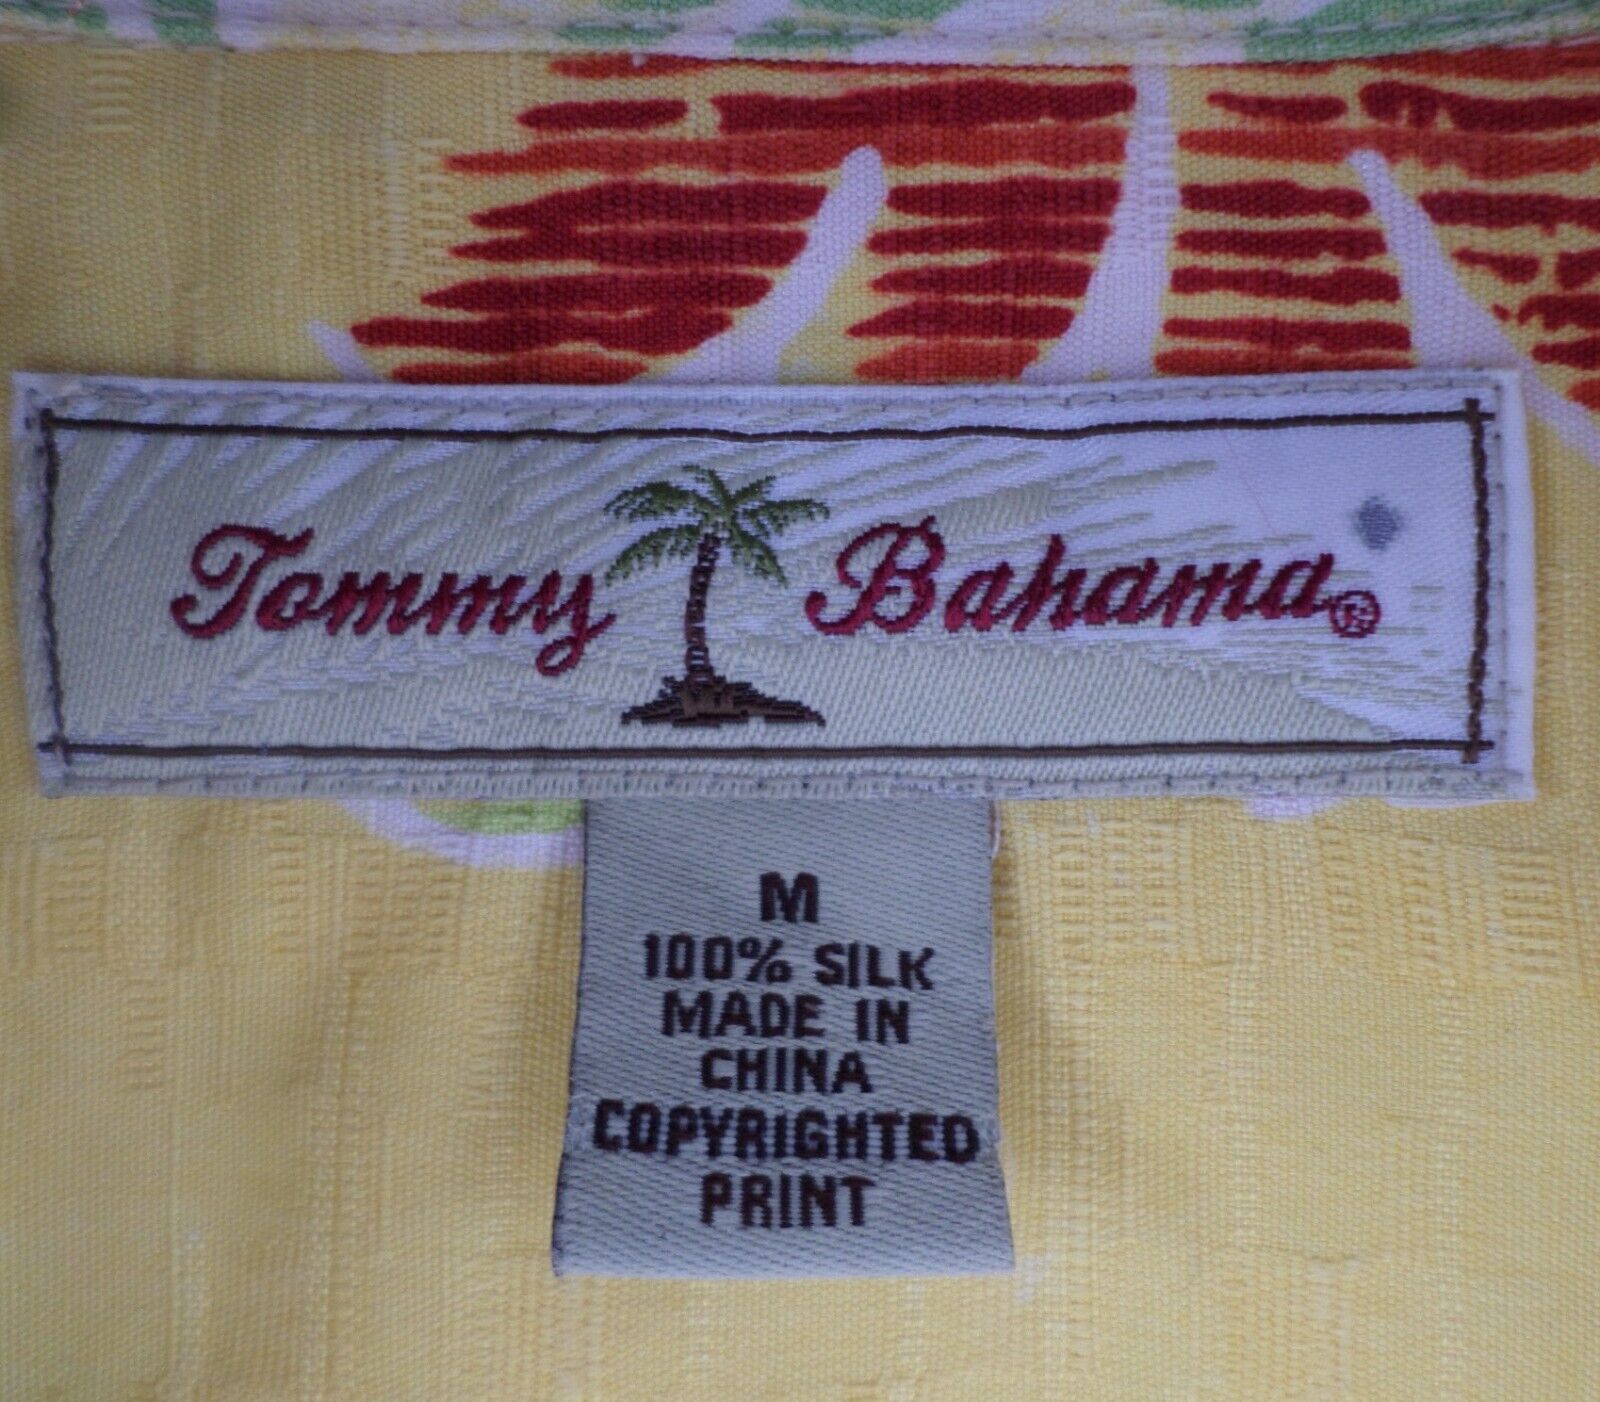 Tommy Bahama®
M
100% SILK
MADE IN
CHINA
COPYRIGHTED
PRINT